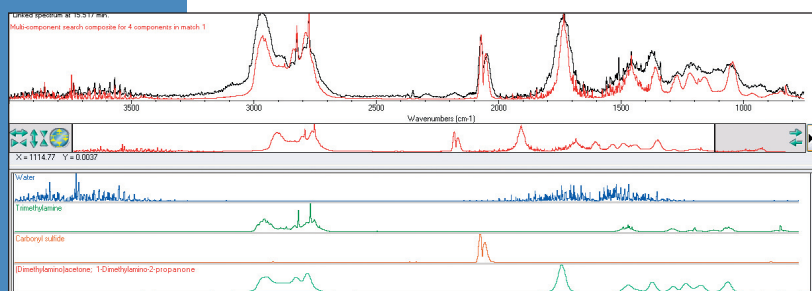 Linked spectrum at 15.517 min.
Multi-component search composite for 4 components in match 1
3500 3000 2500 2000 1500 1000
Wavenumbers (cm-1)
X = 1114.77 Y = 0.0037
Water
Trimethylamine
Carbonyl sulfide
(Dimethylamino)acetone; 1-Dimethylamino-2-propanone